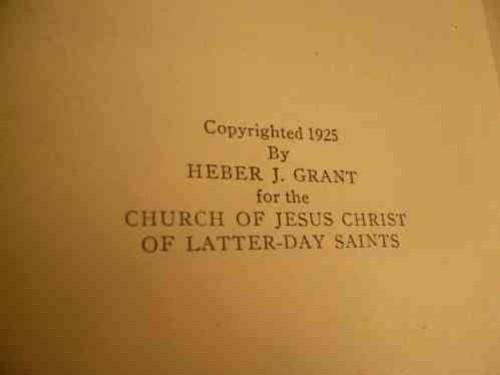 Copyrighted 1925
By
HEBER J. GRANT
for the
CHURCH OF JESUS CHRIST
OF LATTER-DAY SAINTS